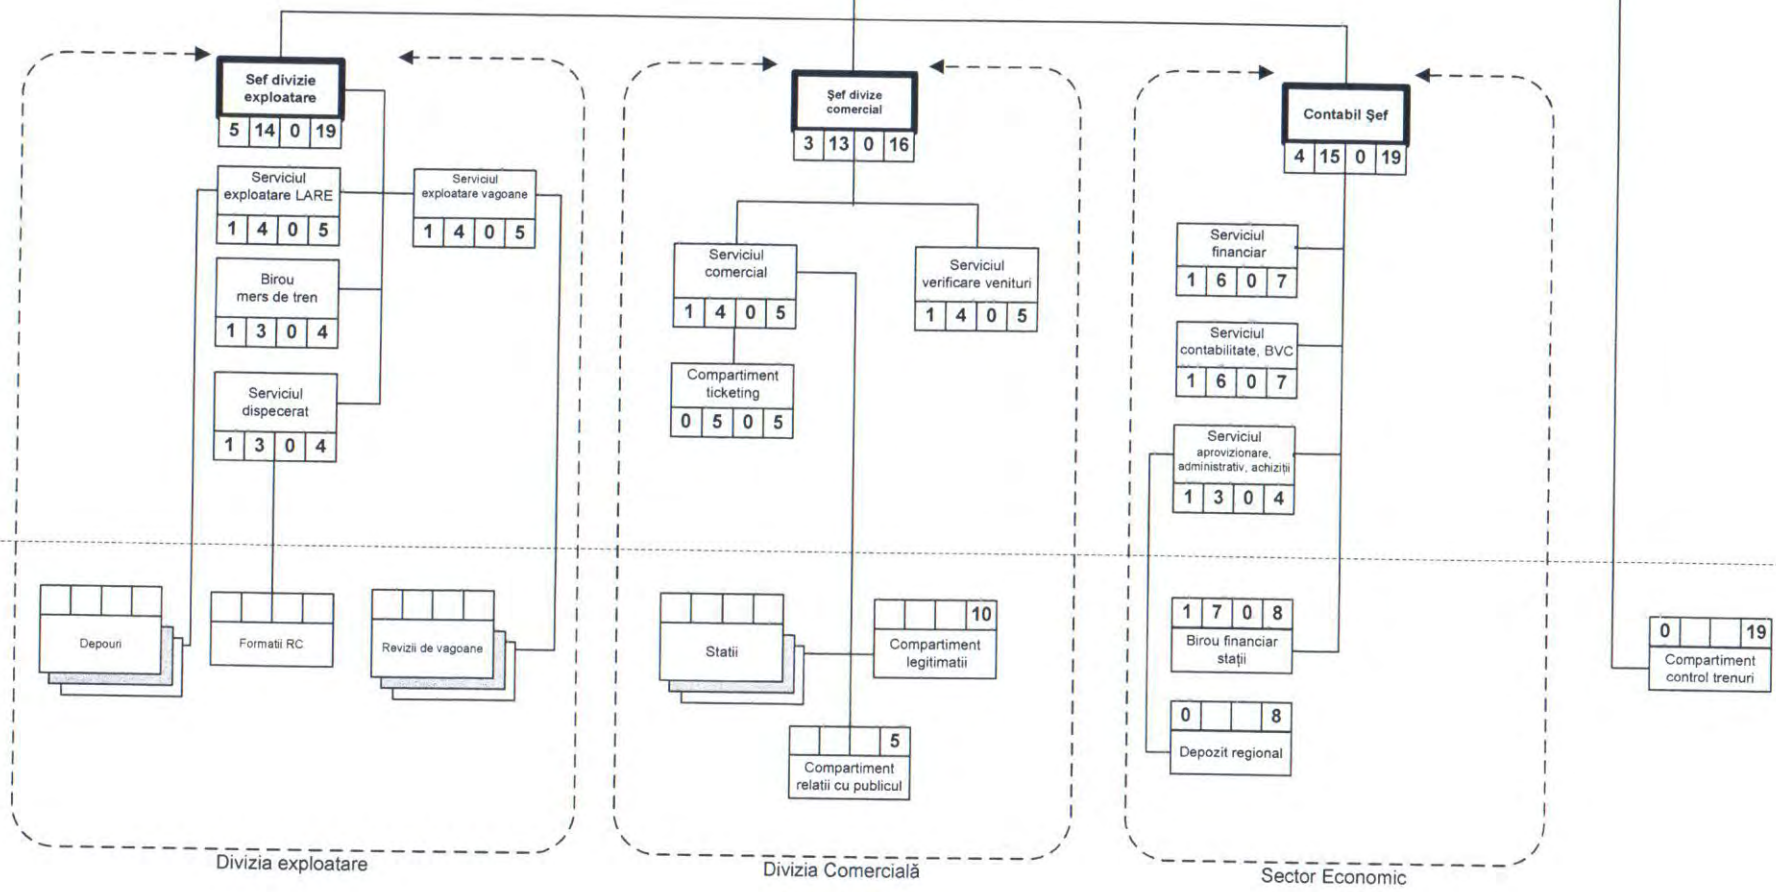 Sef divizie
exploatare
5 14 0 19
Serviciul
exploatare LARE
1 4 0 5
Serviciul
exploatare vagoane
1 4 0 5
Birou
mers de tren
1 3 0 4
Serviciul
dispecerat
1 3 0 4
Depouri
Formatii RC
Revizii de vagoane
Divizia exploatare
Şef divize
comercial
3 13 0 16
Serviciul
comercial
1 4 0 5
Serviciul
verificare venituri
1 4 0 5
Compartiment
ticketing
0 5 0 5
Statii
10
Compartiment
legitimatii
5
Compartiment
relatii cu publicul
Divizia Comercială
Contabil Şef
4 15 0 19
Serviciul
financiar
1 6 0 7
Serviciul
contabilitate, BVC
1 6 0 7
Serviciul
aprovizionare,
administrativ, achiziţii
1 3 0 4
1 7 0 8
Birou financiar
staţii
0 8
Depozit regional
Sector Economic
0 19
Compartiment
control trenuri